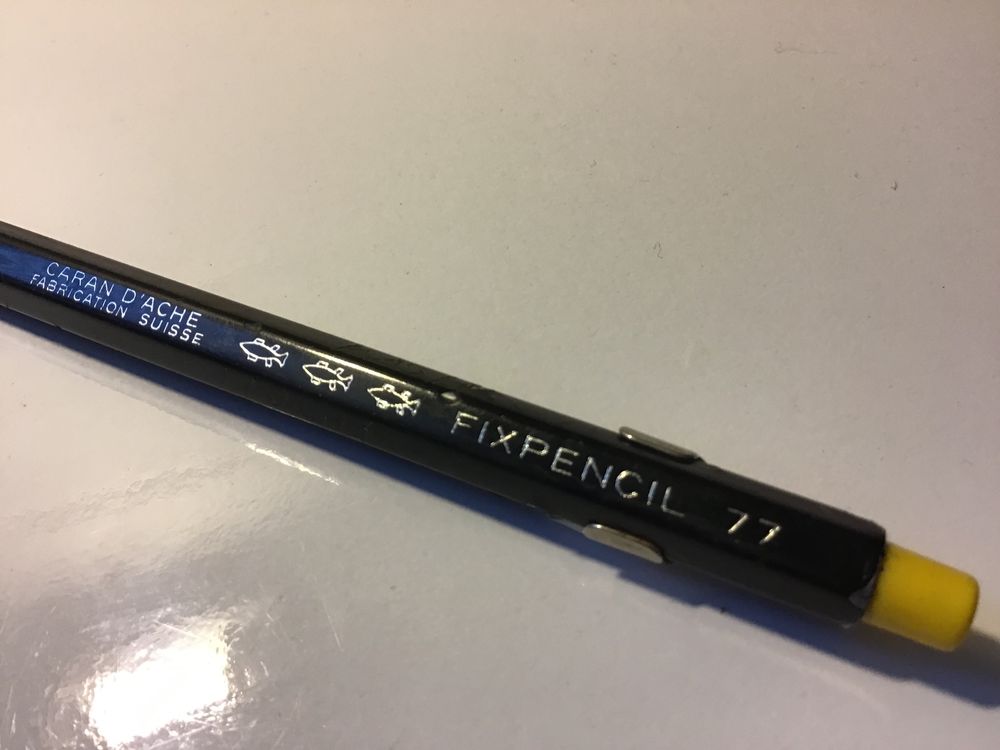 CARAN D'ACHE
FABRICATION SUISSE
FIXPENCIL 77